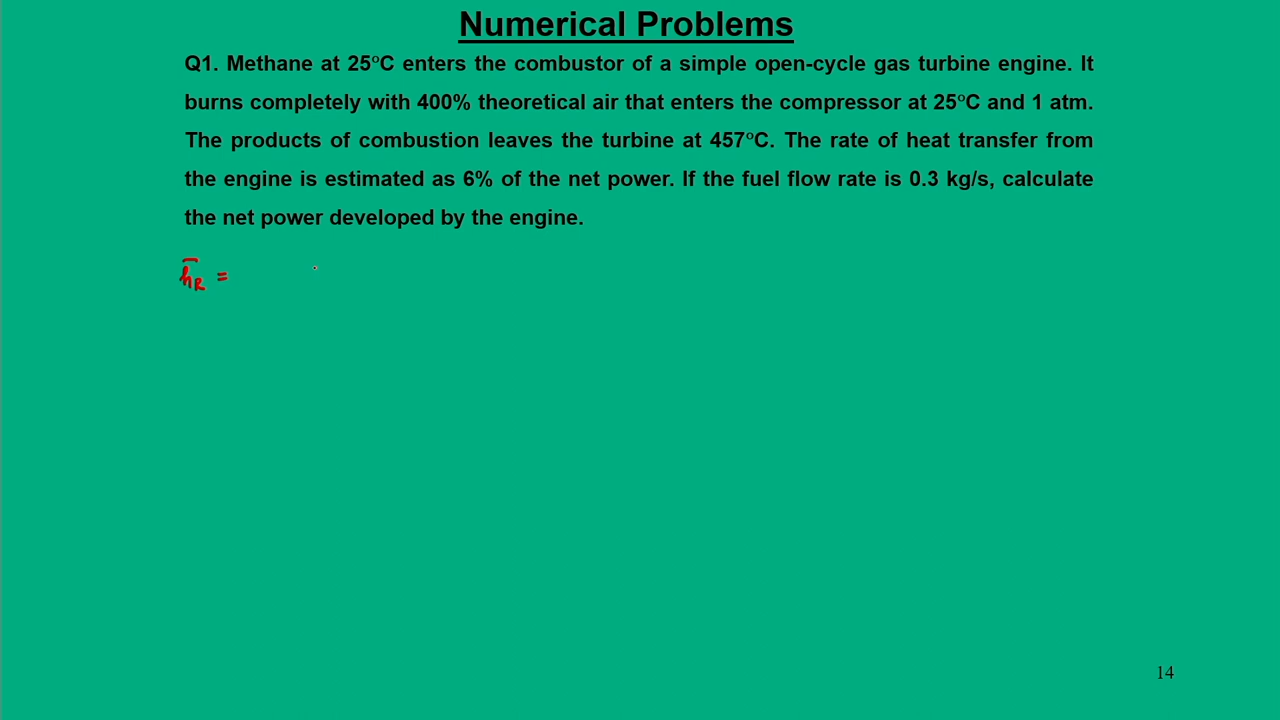 Numerical Problems
Q1. Methane at 25°C enters the combustor of a simple open-cycle gas turbine engine. It
burns completely with 400% theoretical air that enters the compressor at 25°C and 1 atm.
The products of combustion leaves the turbine at 457°C. The rate of heat transfer from
the engine is estimated as 6% of the net power. If the fuel flow rate is 0.3 kg/s, calculate
the net power developed by the engine.
h̄R =
14